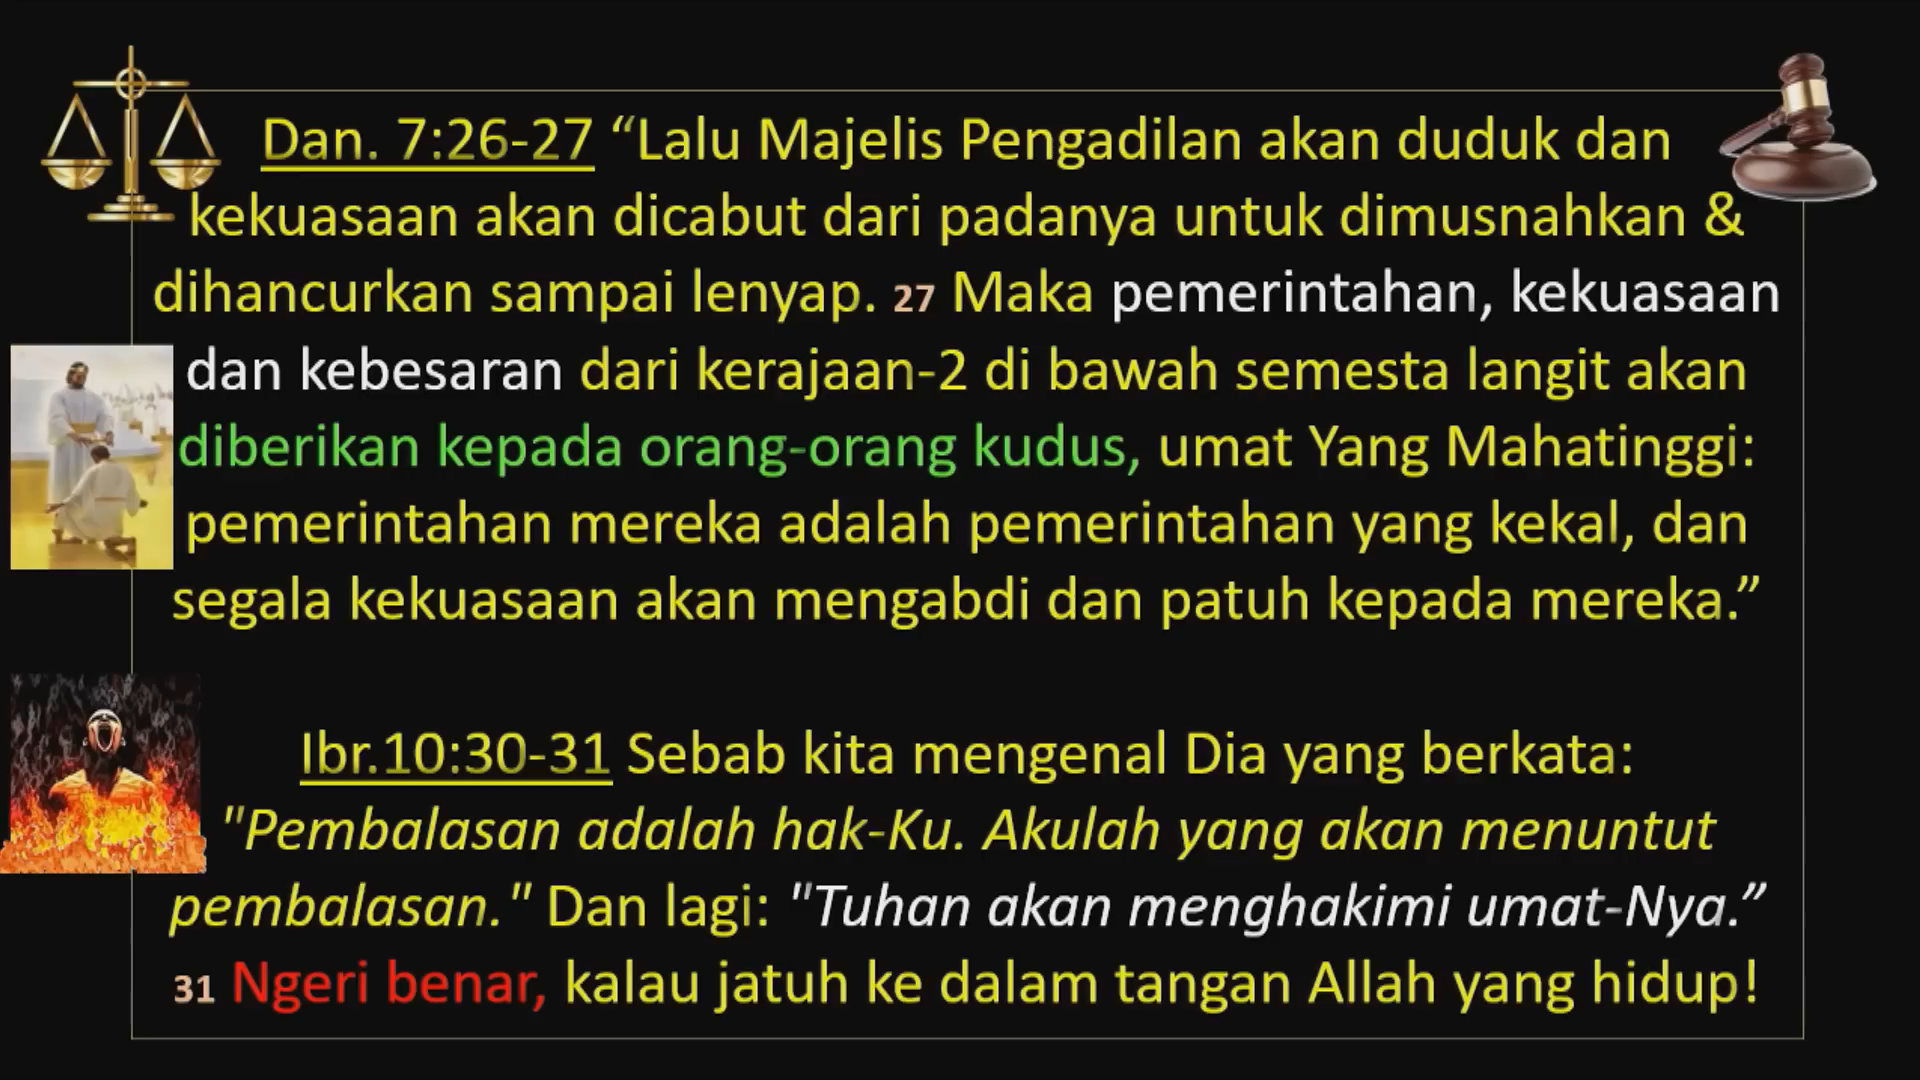 Dan. 7:26-27 “Lalu Majelis Pengadilan akan duduk dan
kekuasaan akan dicabut dari padanya untuk dimusnahkan &
dihancurkan sampai lenyap. 27 Maka pemerintahan, kekuasaan
dan kebesaran dari kerajaan-2 di bawah semesta langit akan
diberikan kepada orang-orang kudus, umat Yang Mahatinggi:
pemerintahan mereka adalah pemerintahan yang kekal, dan
segala kekuasaan akan mengabdi dan patuh kepada mereka.”
Ibr.10:30-31 Sebab kita mengenal Dia yang berkata:
"Pembalasan adalah hak-Ku. Akulah yang akan menuntut
pembalasan." Dan lagi: "Tuhan akan menghakimi umat-Nya.”
31 Ngeri benar, kalau jatuh ke dalam tangan Allah yang hidup!